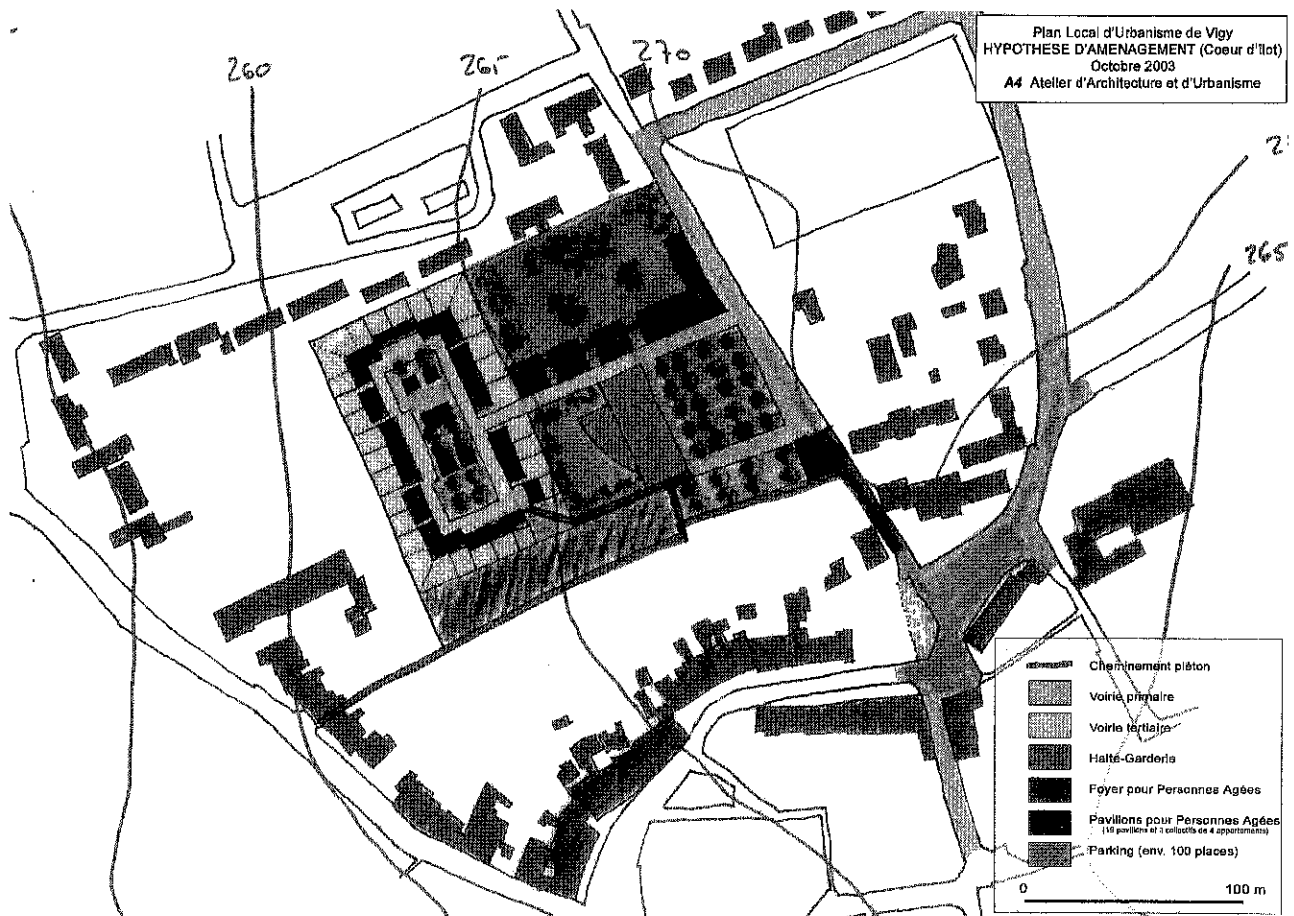 Plan Local d'Urbanisme de Vigy
HYPOTHESE D'AMENAGEMENT (Coeur d'îlot)
Octobre 2003
A4 Atelier d'Architecture et d'Urbanisme
260
265
270
265
Cheminement piéton
Voirie primaire
Voirie tertiaire
Halte-Garderie
Foyer pour Personnes Agées
Pavillons pour Personnes Agées
Parking (env. 100 places)
0 100 m